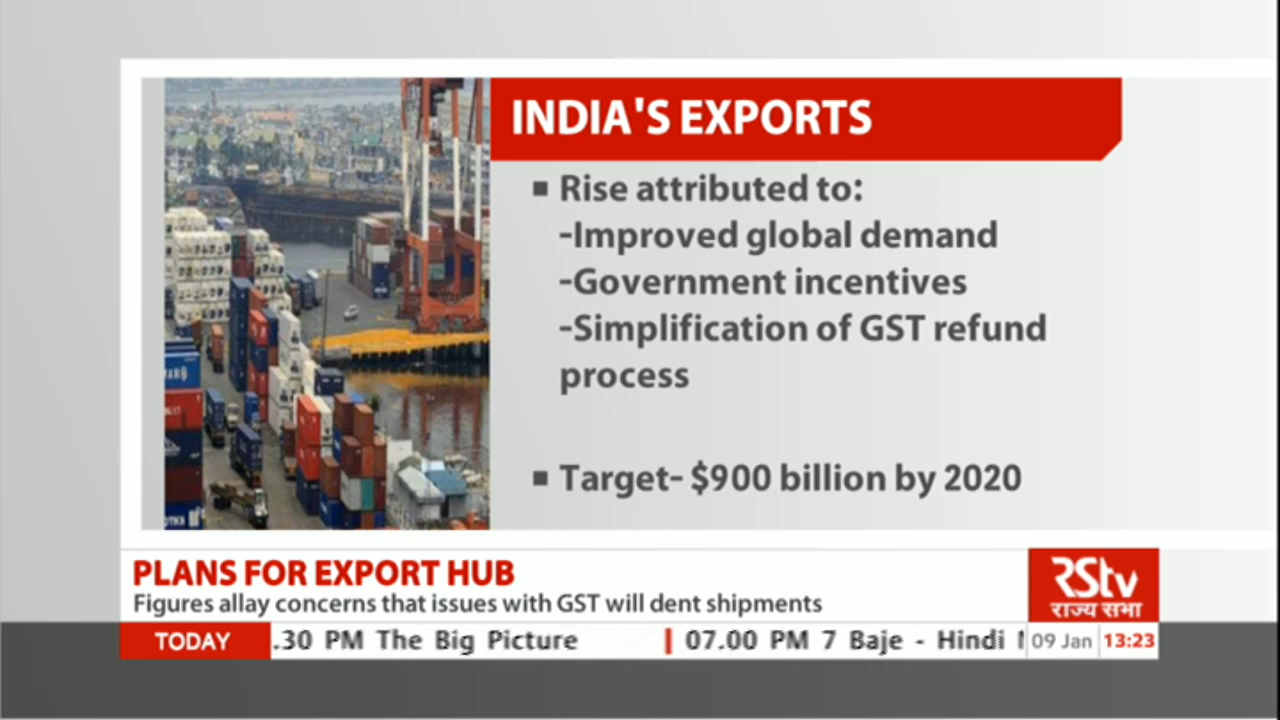 INDIA'S EXPORTS
▪ Rise attributed to:
-Improved global demand
-Government incentives
-Simplification of GST refund
process
▪ Target- $900 billion by 2020
PLANS FOR EXPORT HUB
Figures allay concerns that issues with GST will dent shipments
RStv
राज्य सभा
TODAY
.30 PM The Big Picture | 07.00 PM 7 Baje - Hindi
09 Jan 13:23